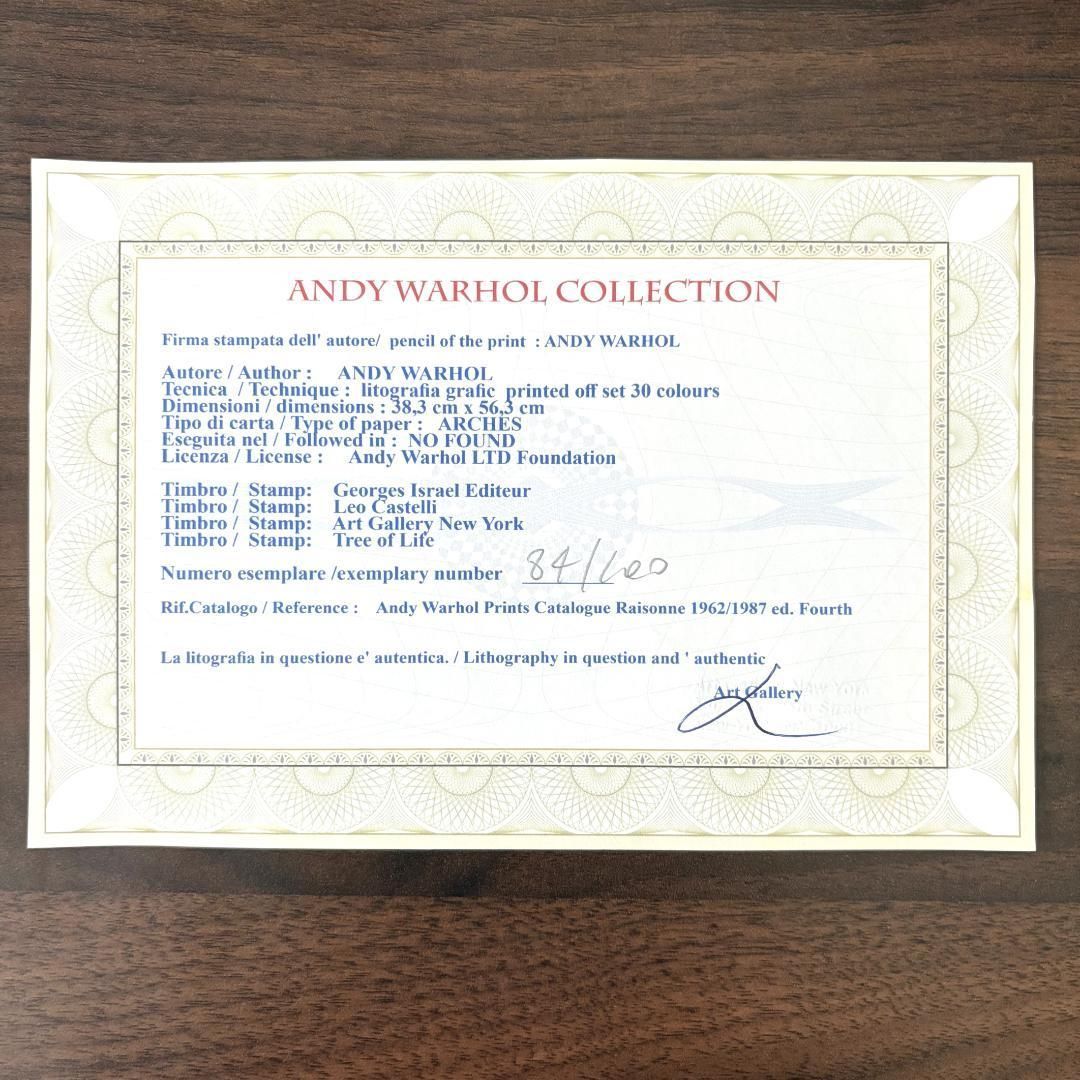 ANDY WARHOL COLLECTION
Firma stampata dell' autore/ pencil of the print : ANDY WARHOL
Autore / Author : ANDY WARHOL
Tecnica / Technique : litografia grafic printed off set 30 colours
Dimensioni / dimensions : 38,3 cm x 56,3 cm
Tipo di carta / Type of paper : ARCHES
Eseguita nel / Followed in : NO FOUND
Licenza / License : Andy Warhol LTD Foundation
Timbro / Stamp: Georges Israel Editeur
Timbro / Stamp: Leo Castelli
Timbro / Stamp: Art Gallery New York
Timbro / Stamp: Tree of Life
Numero esemplare /exemplary number 84/100
Rif.Catalogo / Reference : Andy Warhol Prints Catalogue Raisonne 1962/1987 ed. Fourth
La litografia in questione e' autentica. / Lithography in question and ' authentic
Art Gallery
New York